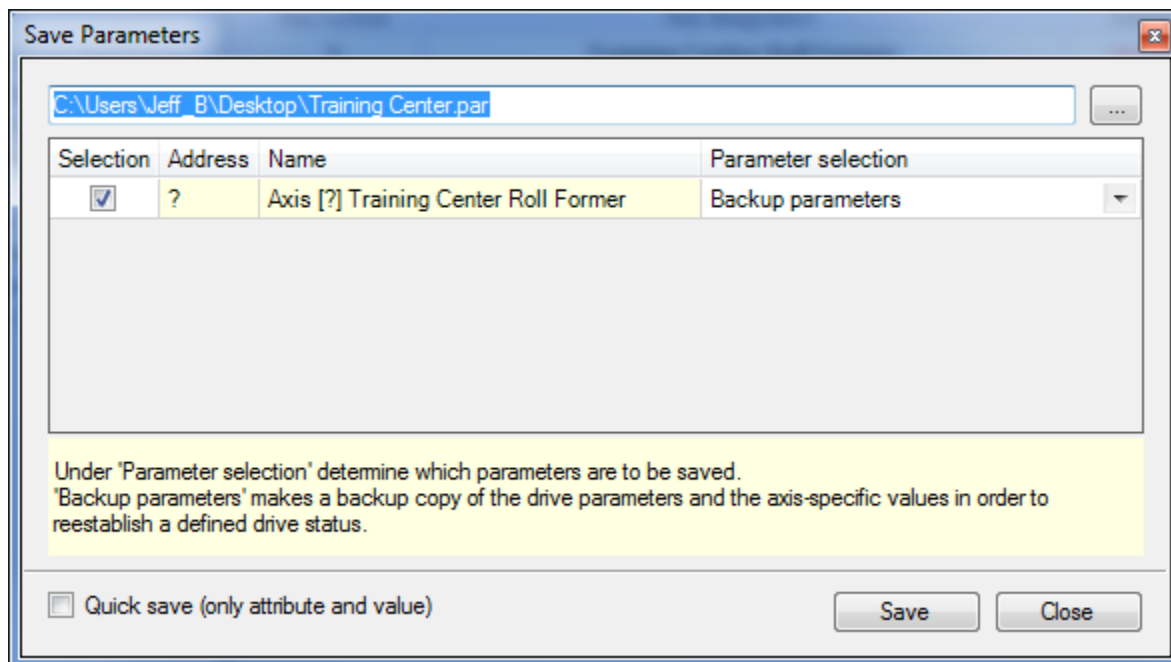 Save Parameters
x
C:\Users\Jeff_B\Desktop\Training Center.par
...
Selection Address Name Parameter selection
? Axis [?] Training Center Roll Former Backup parameters
Under 'Parameter selection' determine which parameters are to be saved.
'Backup parameters' makes a backup copy of the drive parameters and the axis-specific values in order to
reestablish a defined drive status.
Quick save (only attribute and value) Save Close